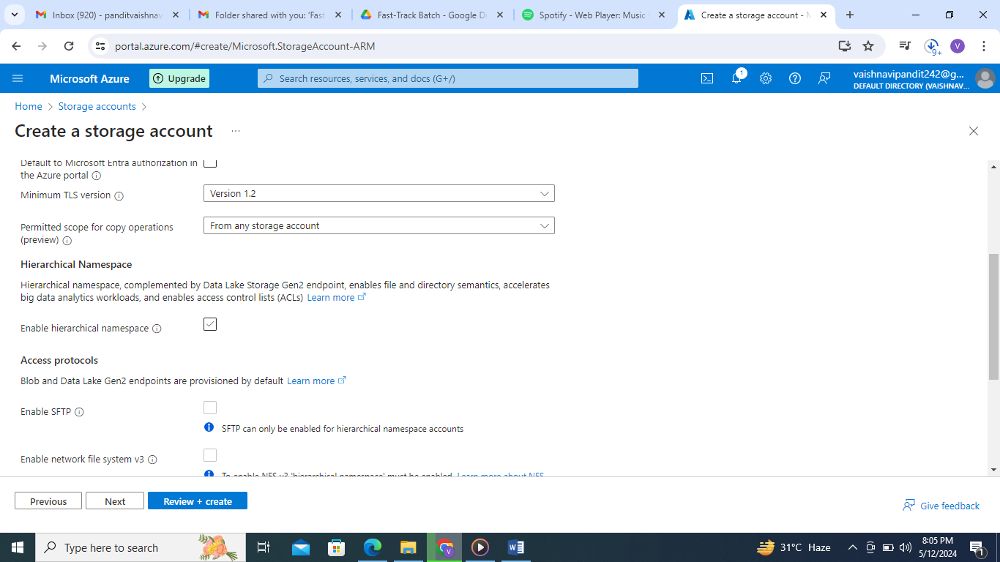 Inbox (920) - panditvaishnav
Folder shared with you: 'Fast
Fast-Track Batch - Google Dr
Spotify - Web Player: Music
Create a storage account - M
portal.azure.com/#create/Microsoft.StorageAccount-ARM
9+
V
Microsoft Azure
Upgrade
Search resources, services, and docs (G+/)
1
vaishnavipandit242@g...
DEFAULT DIRECTORY (VAISHNAV...
Home > Storage accounts >
Create a storage account ...
Default to Microsoft Entra authorization in
the Azure portal
Minimum TLS version
Version 1.2
Permitted scope for copy operations
(preview)
From any storage account
Hierarchical Namespace
Hierarchical namespace, complemented by Data Lake Storage Gen2 endpoint, enables file and directory semantics, accelerates
big data analytics workloads, and enables access control lists (ACLs) Learn more
Enable hierarchical namespace
Access protocols
Blob and Data Lake Gen2 endpoints are provisioned by default Learn more
Enable SFTP
SFTP can only be enabled for hierarchical namespace accounts
Enable network file system v3
To enable NFS v3 'hierarchical namespace' must be enabled. Learn more about NFS
Previous
Next
Review + create
Give feedback
Type here to search
V
31°C Haze
8:05 PM
5/12/2024
1